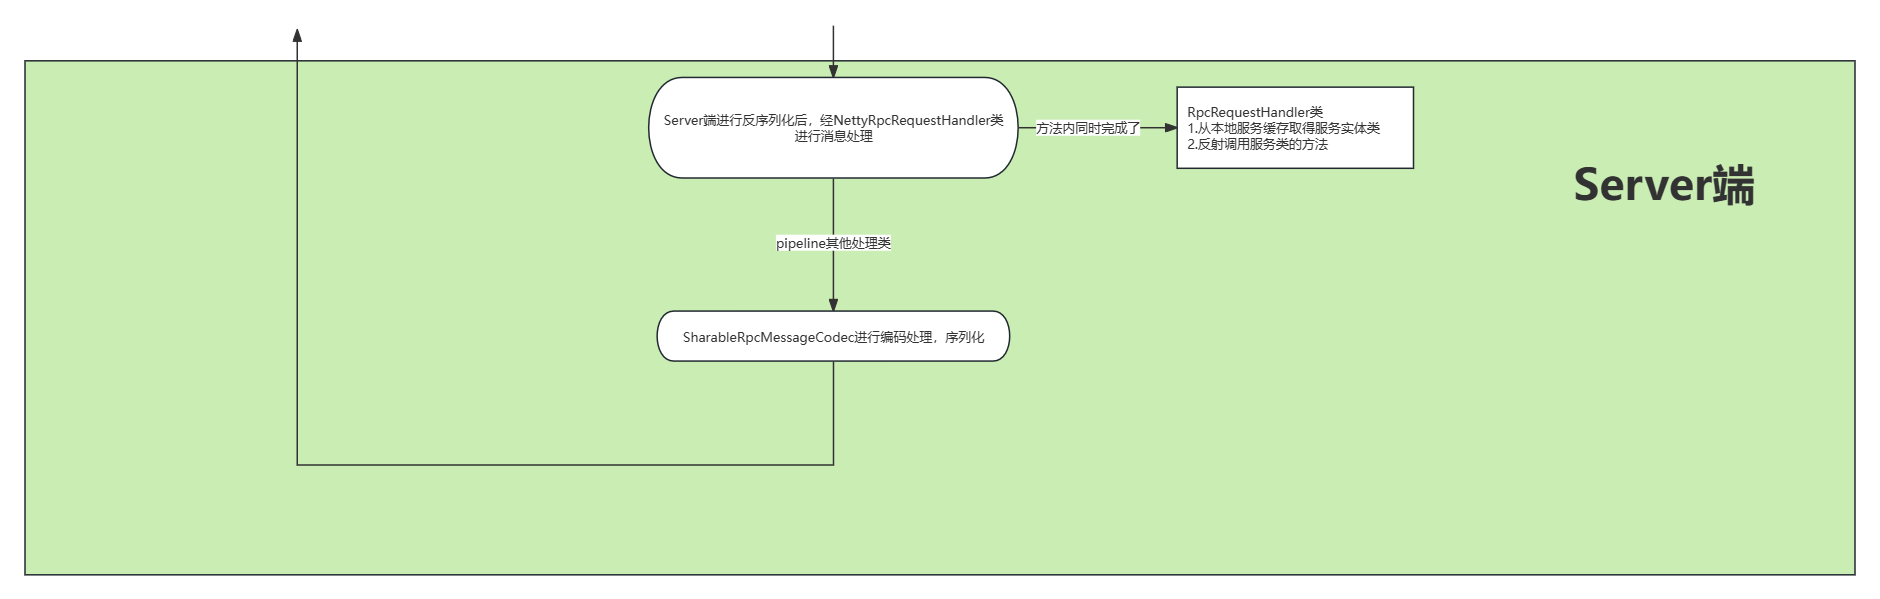 Server端进行反序列化后，经NettyRpcRequestHandler类
进行消息处理
方法内同时完成了
RpcRequestHandler类
1.从本地服务缓存取得服务实体类
2.反射调用服务类的方法
Server端
pipeline其他处理类
SharableRpcMessageCodec进行编码处理，序列化